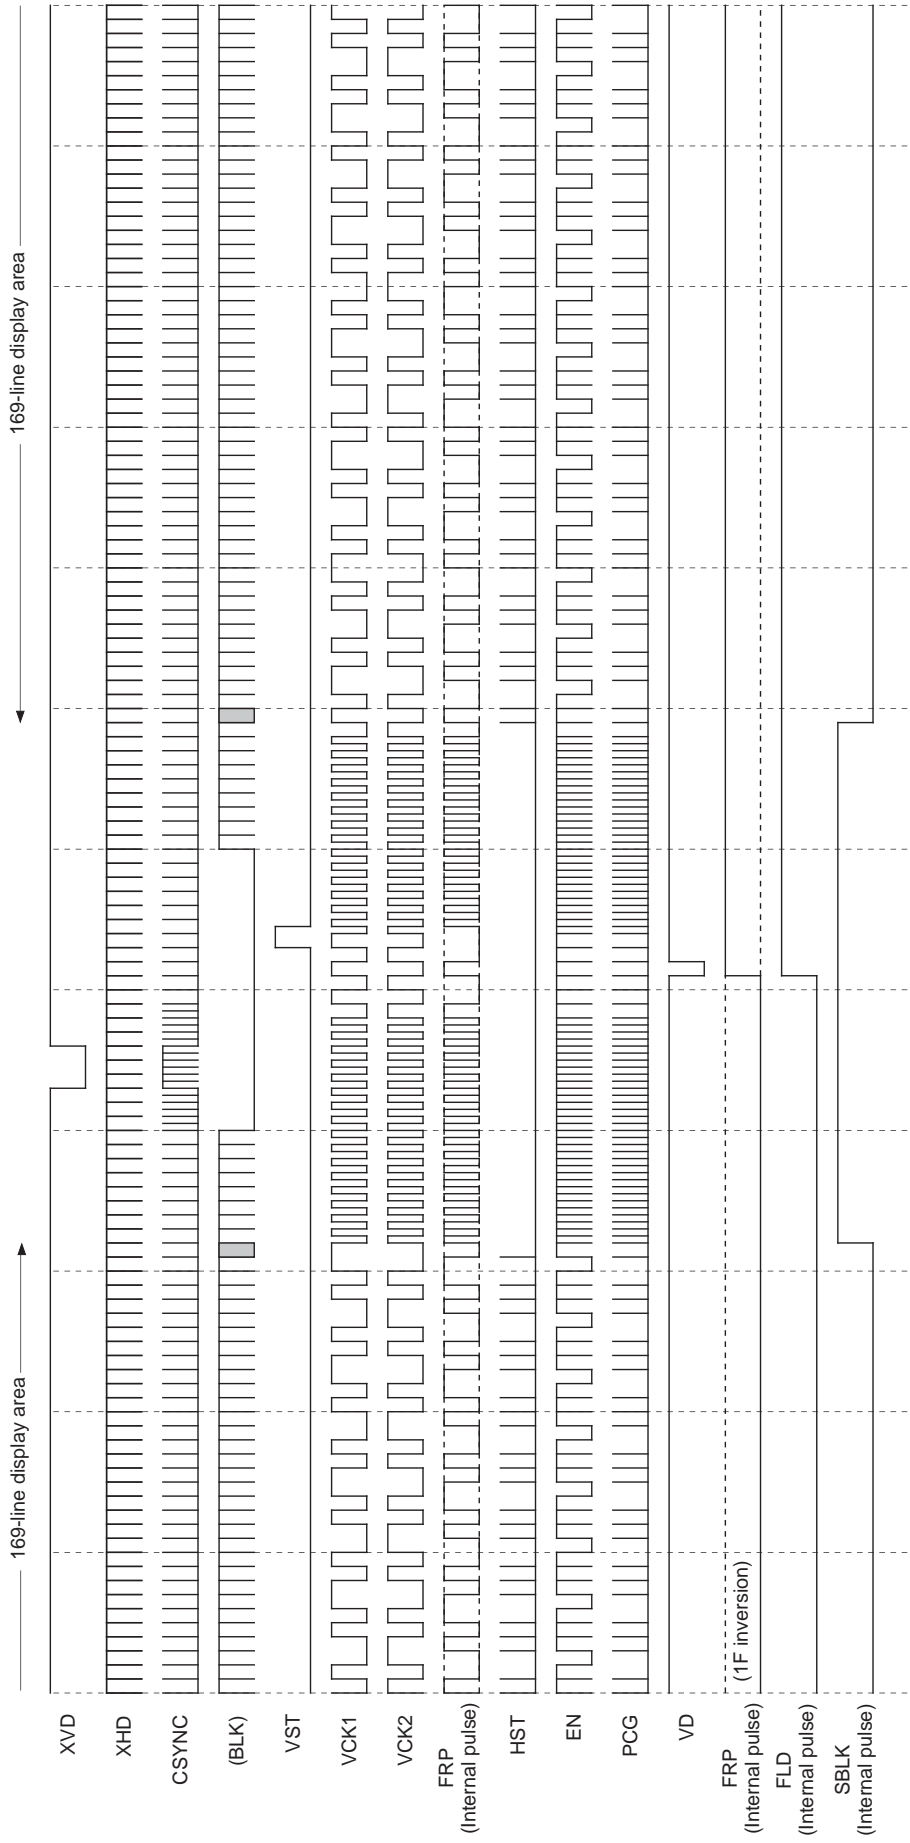 169-line display area
169-line display area
XVD
XHD
CSYNC
(BLK)
VST
VCK1
VCK2
FRP
(Internal pulse)
HST
EN
PCG
VD
FRP
(Internal pulse)
(1F inversion)
FLD
(Internal pulse)
SBLK
(Internal pulse)